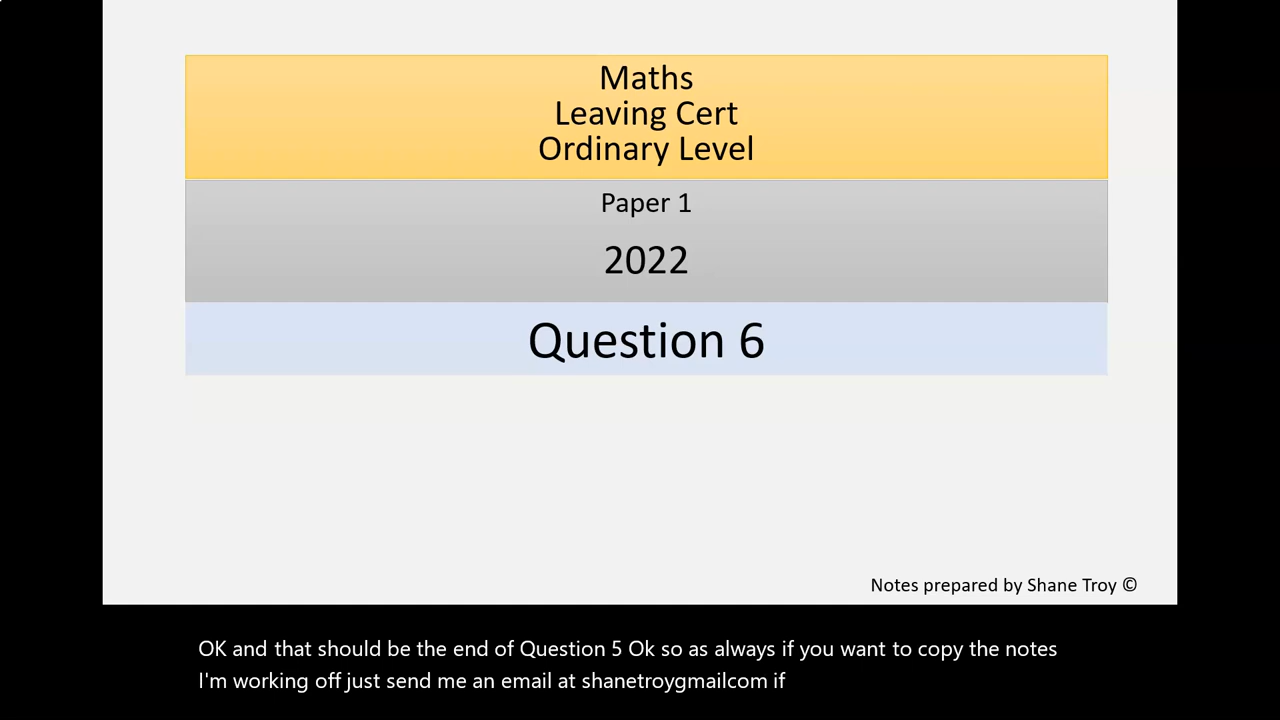 Maths
Leaving Cert
Ordinary Level
Paper 1
2022
Question 6
Notes prepared by Shane Troy ©
OK and that should be the end of Question 5 Ok so as always if you want to copy the notes
I'm working off just send me an email at shanetroygmailcom if